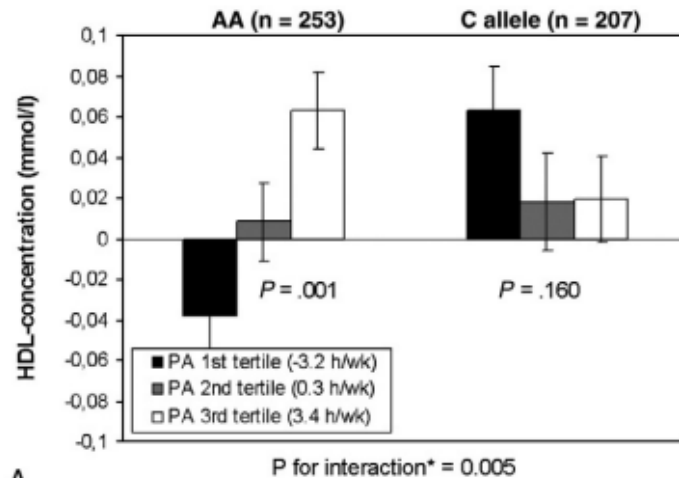 AA (n = 253) C allele (n = 207)
HDL-concentration (mmol/l)
0,1
0,08
0,06
0,04
0,02
0
-0,02
-0,04
-0,06
-0,08
-0,1
P = .001 P = .160
PA 1st tertile (-3.2 h/wk)
PA 2nd tertile (0.3 h/wk)
PA 3rd tertile (3.4 h/wk)
P for interaction* = 0.005